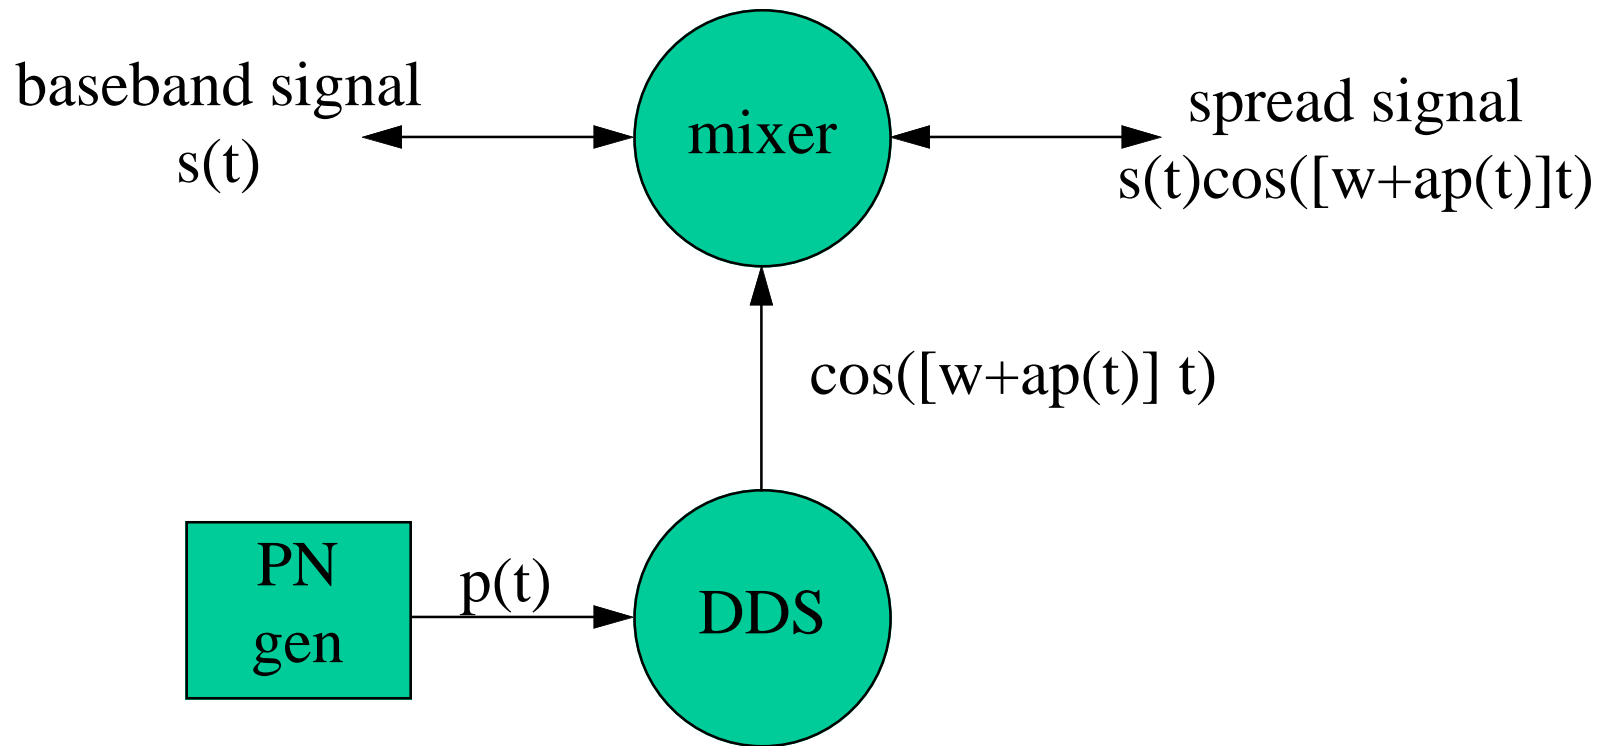 baseband signal
s(t)
mixer
spread signal
s(t)cos([w+ap(t)]t)
cos([w+ap(t)] t)
PN
gen
p(t)
DDS